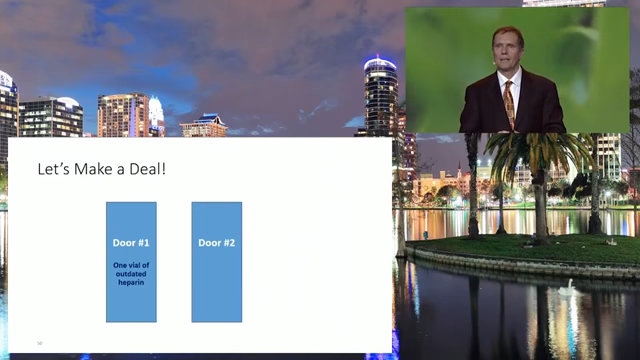 Let's Make a Deal!
Door #1
One vial of
outdated
heparin
Door #2